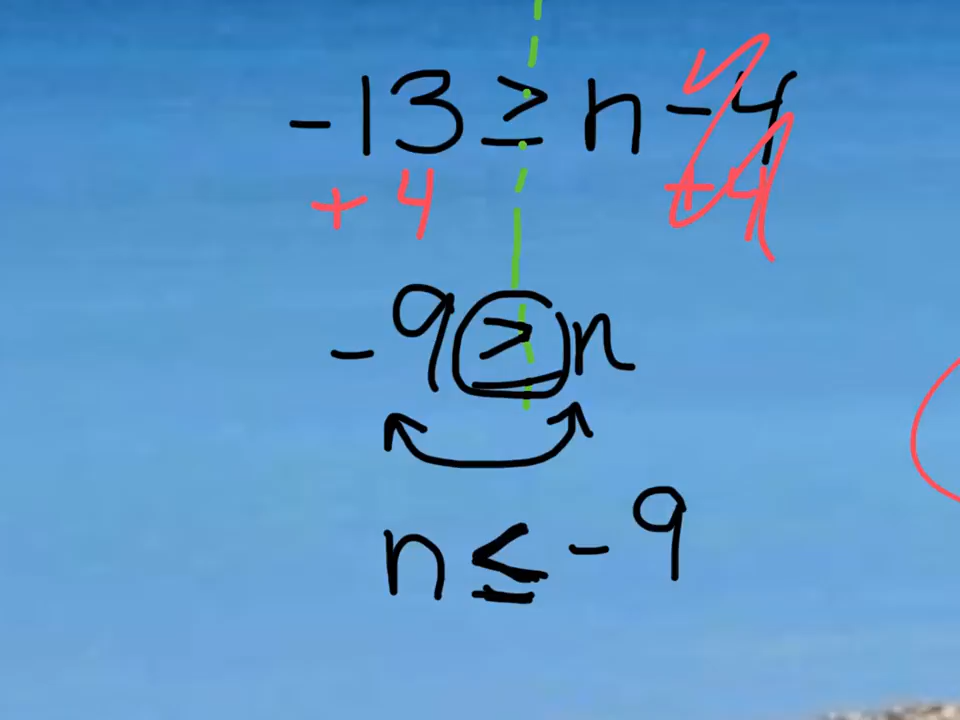 -13 ≥ n - 4
+ 4 + 4
-9 ≥ n
n ≤ -9